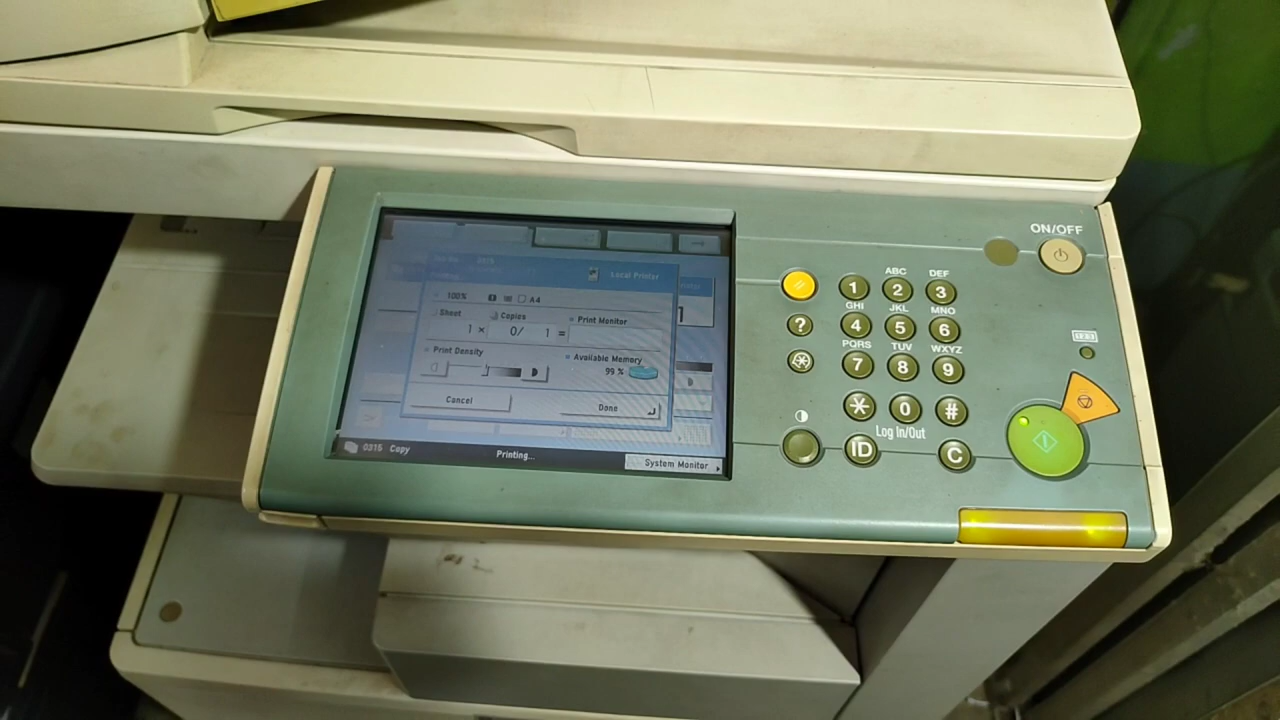 ON/OFF
Local Printer
100% A4
Sheet Copies Print Monitor
1 × 0/ 1 =
Print Density Available Memory
99 %
Cancel Done
0315 Copy Printing... System Monitor
ABC DEF
1 2 3
GHI JKL MNO
? 4 5 6
PQRS TUV WXYZ
7 8 9
* 0 #
Log In/Out
ID C